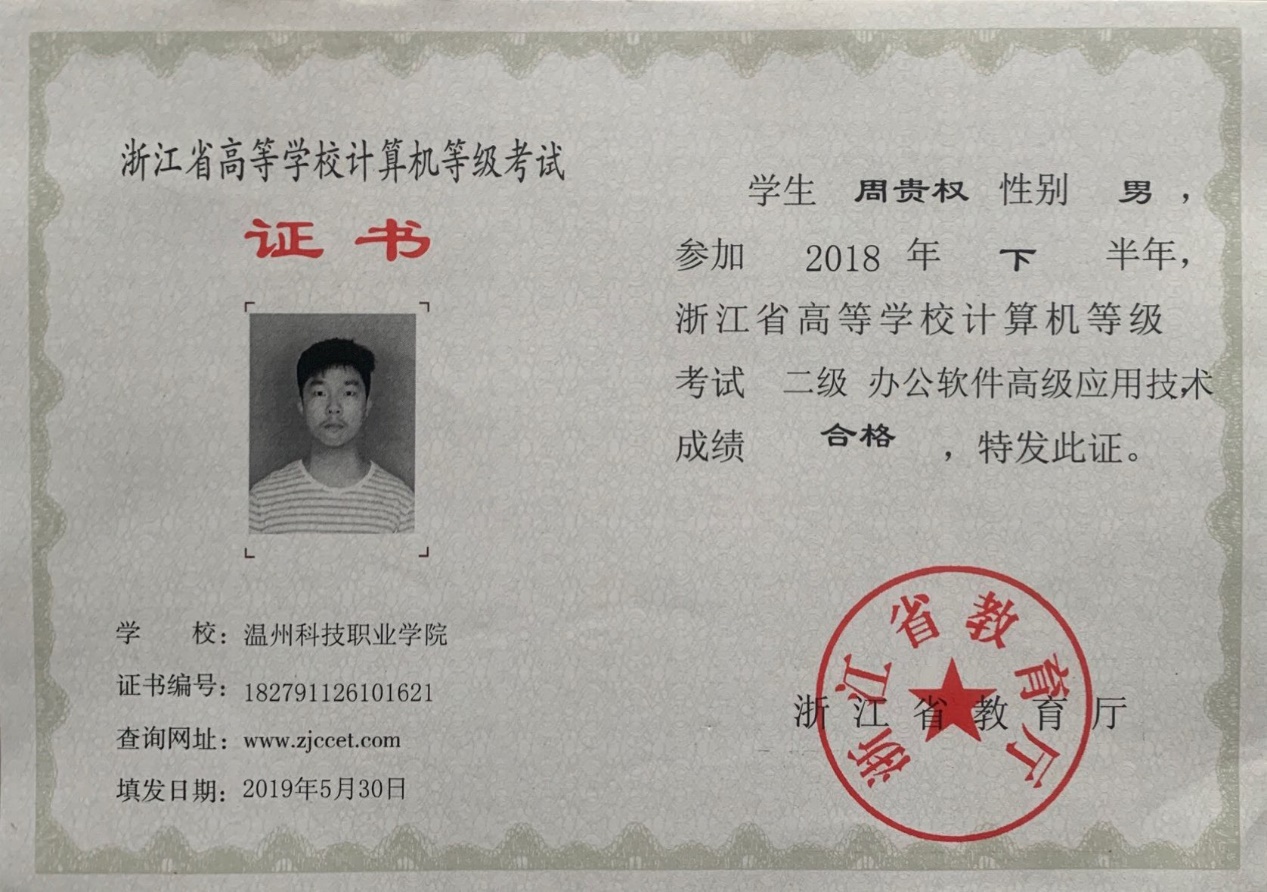 浙江省高等学校计算机等级考试
证书
学 校：温州科技职业学院
证书编号：182791126101621
查询网址：www.zjccet.com
填发日期：2019年5月30日
学生 周贵权 性别 男，
参加 2018 年 下 半年，
浙江省高等学校计算机等级
考试 二级 办公软件高级应用技术，
成绩 合格 ，特发此证。
浙江省教育厅
浙江省教育厅